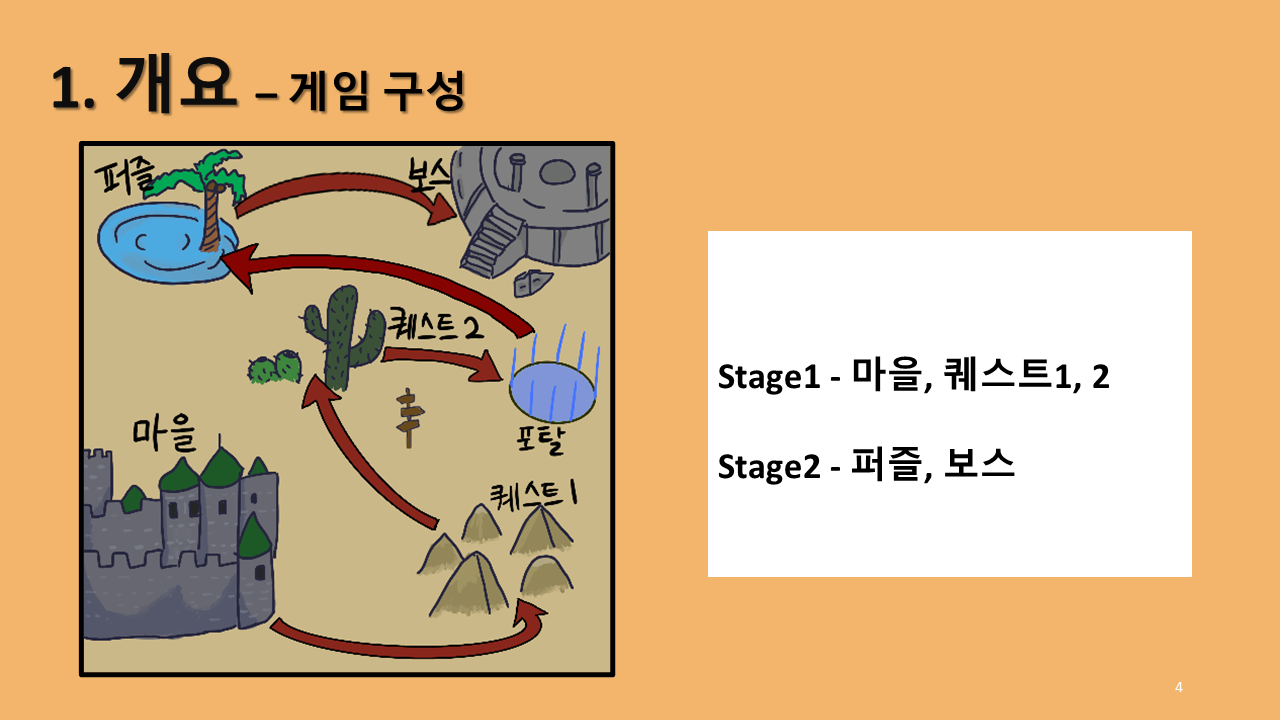 1. 개요 – 게임 구성
퍼즐
보스
퀘스트2
포탈
마을
퀘스트1
Stage1 - 마을, 퀘스트1, 2
Stage2 - 퍼즐, 보스
4